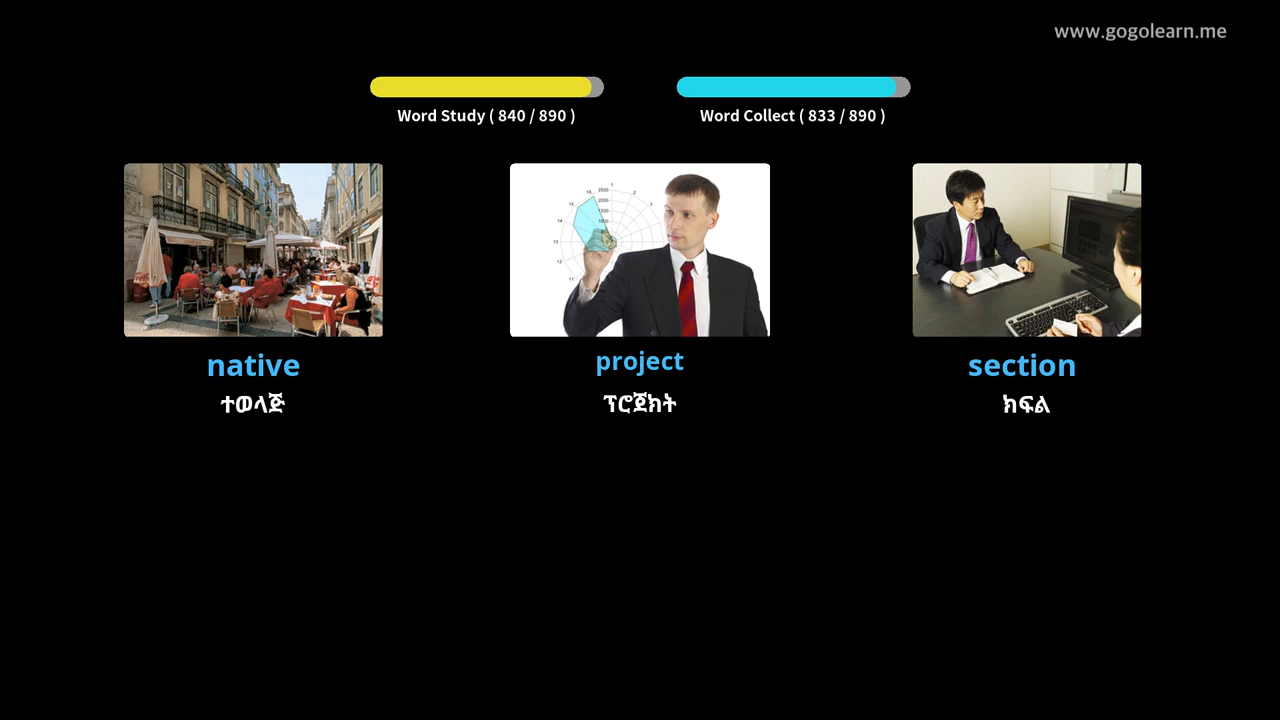 www.gogolearn.me
Word Study ( 840 / 890 )
Word Collect ( 833 / 890 )
native
project
section
ተወላጅ
ፕሮጀክት
ክፍል